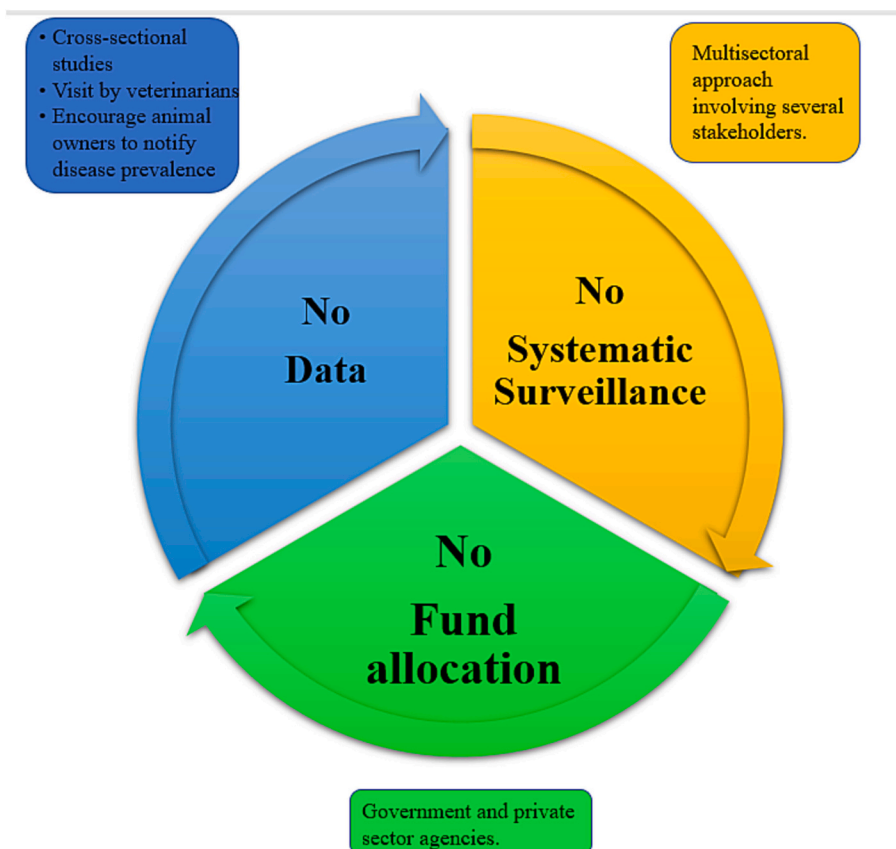 • Cross-sectional
studies
• Visit by veterinarians
• Encourage animal
owners to notify
disease prevalence
Multisectoral
approach
involving several
stakeholders.
No
Data
No
Systematic
Surveillance
No
Fund
allocation
Government and private
sector agencies.